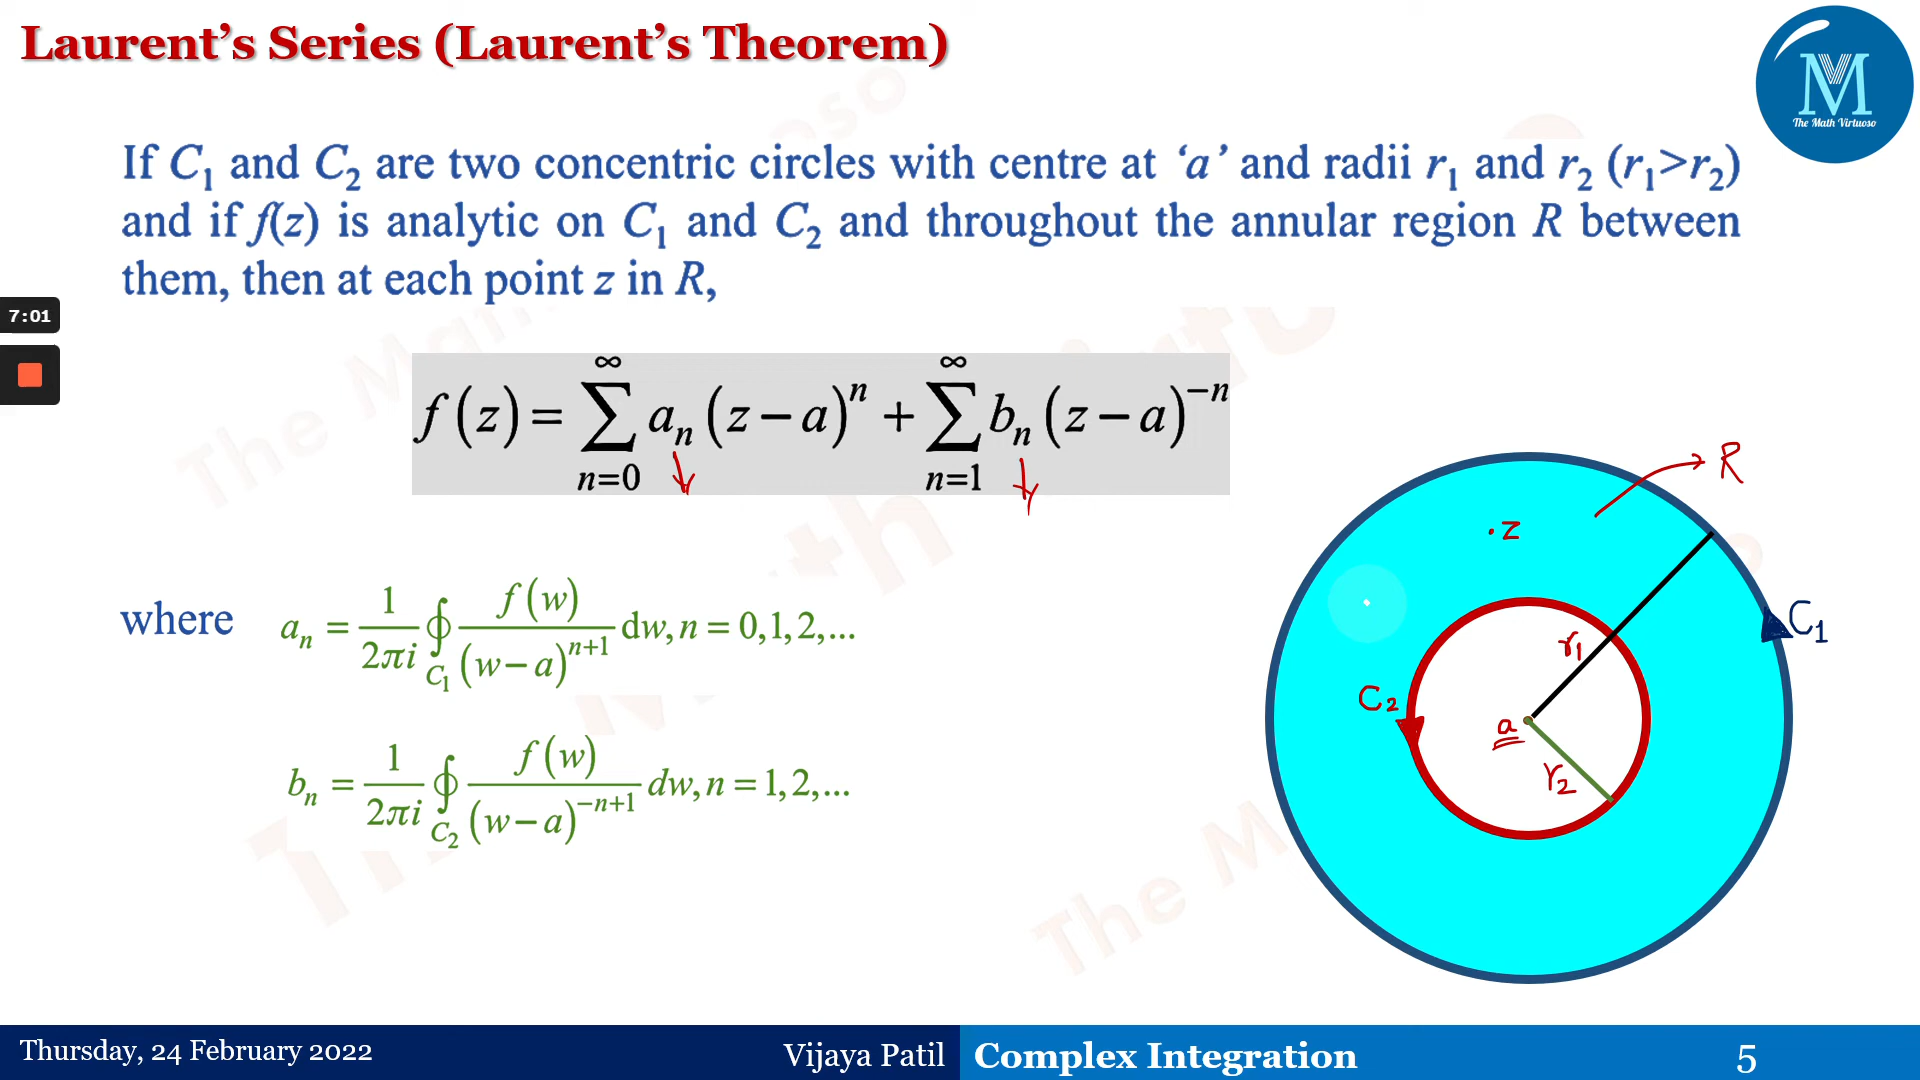 Laurent’s Series (Laurent’s Theorem)
M
The Math Virtuoso
If C₁ and C₂ are two concentric circles with centre at ‘a’ and radii r₁ and r₂ (r₁>r₂)
and if f(z) is analytic on C₁ and C₂ and throughout the annular region R between
them, then at each point z in R,
7:01
f(z) = ∑_{n=0}^{∞} aₙ (z − a)ⁿ + ∑_{n=1}^{∞} bₙ (z − a)⁻ⁿ
where aₙ = 1/(2πi) ∮_{C₁} f(w)/(w − a)ⁿ⁺¹ dw, n = 0,1,2,...
bₙ = 1/(2πi) ∮_{C₂} f(w)/(w − a)⁻ⁿ⁺¹ dw, n = 1,2,...
R
.z
C₁
r₁
C₂
a
r₂
Thursday, 24 February 2022 Vijaya Patil Complex Integration 5